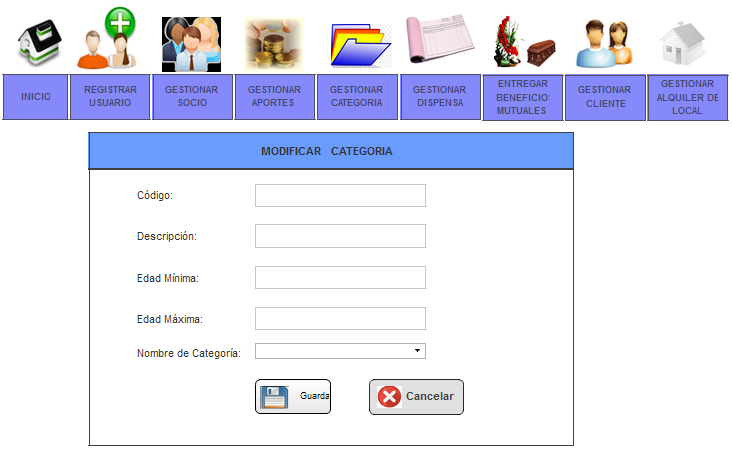 INICIO
REGISTRAR
USUARIO
GESTIONAR
SOCIO
GESTIONAR
APORTES
GESTIONAR
CATEGORIA
GESTIONAR
DISPENSA
ENTREGAR
BENEFICIO:
MUTUALES
GESTIONAR
CLIENTE
GESTIONAR
ALQUILER DE
LOCAL
MODIFICAR CATEGORIA
Código:
Descripción:
Edad Mínima:
Edad Máxima:
Nombre de Categoría:
Guarda
Cancelar